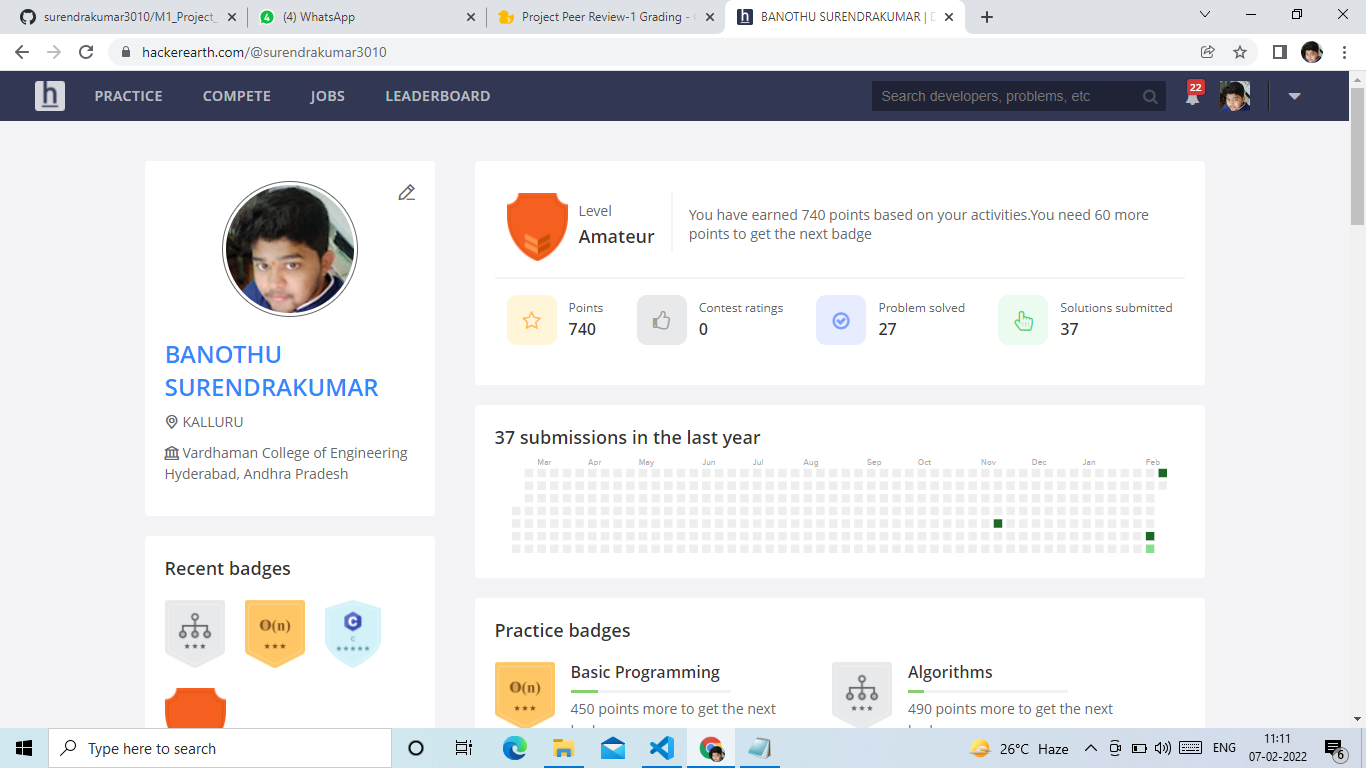 surendrakumar3010/M1_Project_
(4) WhatsApp
Project Peer Review-1 Grading -
BANOTHU SURENDRAKUMAR |
hackerearth.com/@surendrakumar3010
h
PRACTICE
COMPETE
JOBS
LEADERBOARD
Search developers, problems, etc
22
Level
Amateur
You have earned 740 points based on your activities.You need 60 more
points to get the next badge
Points
740
Contest ratings
0
Problem solved
27
Solutions submitted
37
BANOTHU
SURENDRAKUMAR
KALLURU
Vardhaman College of Engineering
Hyderabad, Andhra Pradesh
37 submissions in the last year
Mar Apr May Jun Jul Aug Sep Oct Nov Dec Jan Feb
Recent badges
O(n)
C
C
Practice badges
O(n)
Basic Programming
450 points more to get the next
Algorithms
490 points more to get the next
Type here to search
26°C Haze
ENG
11:11
07-02-2022
6